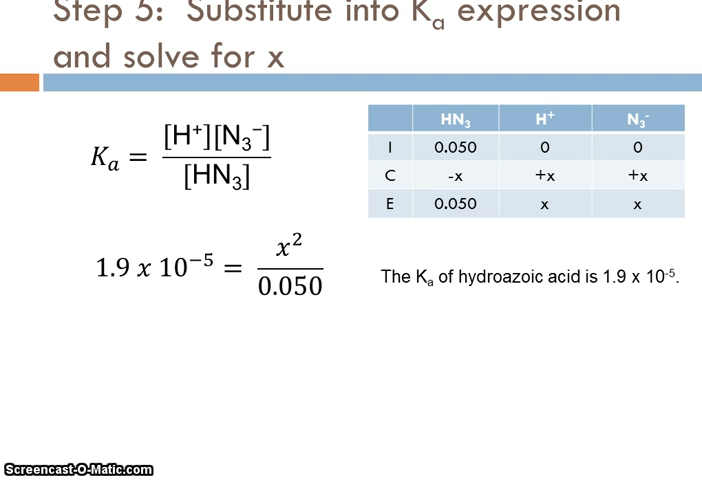 Step 5: Substitute into Kₐ expression
and solve for x
Kₐ = [H⁺][N₃⁻] / [HN₃]
HN₃ H⁺ N₃⁻
I 0.050 0 0
C -x +x +x
E 0.050 x x
1.9 x 10⁻⁵ = x² / 0.050
The Kₐ of hydroazoic acid is 1.9 x 10⁻⁵.
Screencast-O-Matic.com